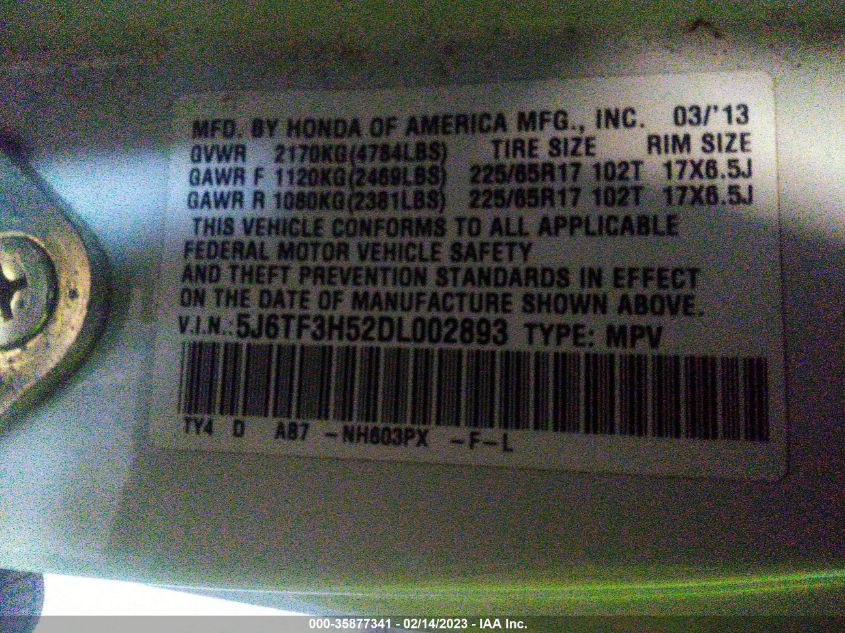 MFD. BY HONDA OF AMERICA MFG., INC. 03/'13
GVWR 2170KG(4784LBS) TIRE SIZE RIM SIZE
GAWR F 1120KG(2469LBS) 225/65R17 102T 17X6.5J
GAWR R 1080KG(2381LBS) 225/65R17 102T 17X6.5J
THIS VEHICLE CONFORMS TO ALL APPLICABLE
FEDERAL MOTOR VEHICLE SAFETY
AND THEFT PREVENTION STANDARDS IN EFFECT
ON THE DATE OF MANUFACTURE SHOWN ABOVE.
V.I.N.:5J6TF3H52DL002893 TYPE: MPV
TY4 D AB7 -NH603PX -F-L
000-35877341 - 02/14/2023 - IAA Inc.